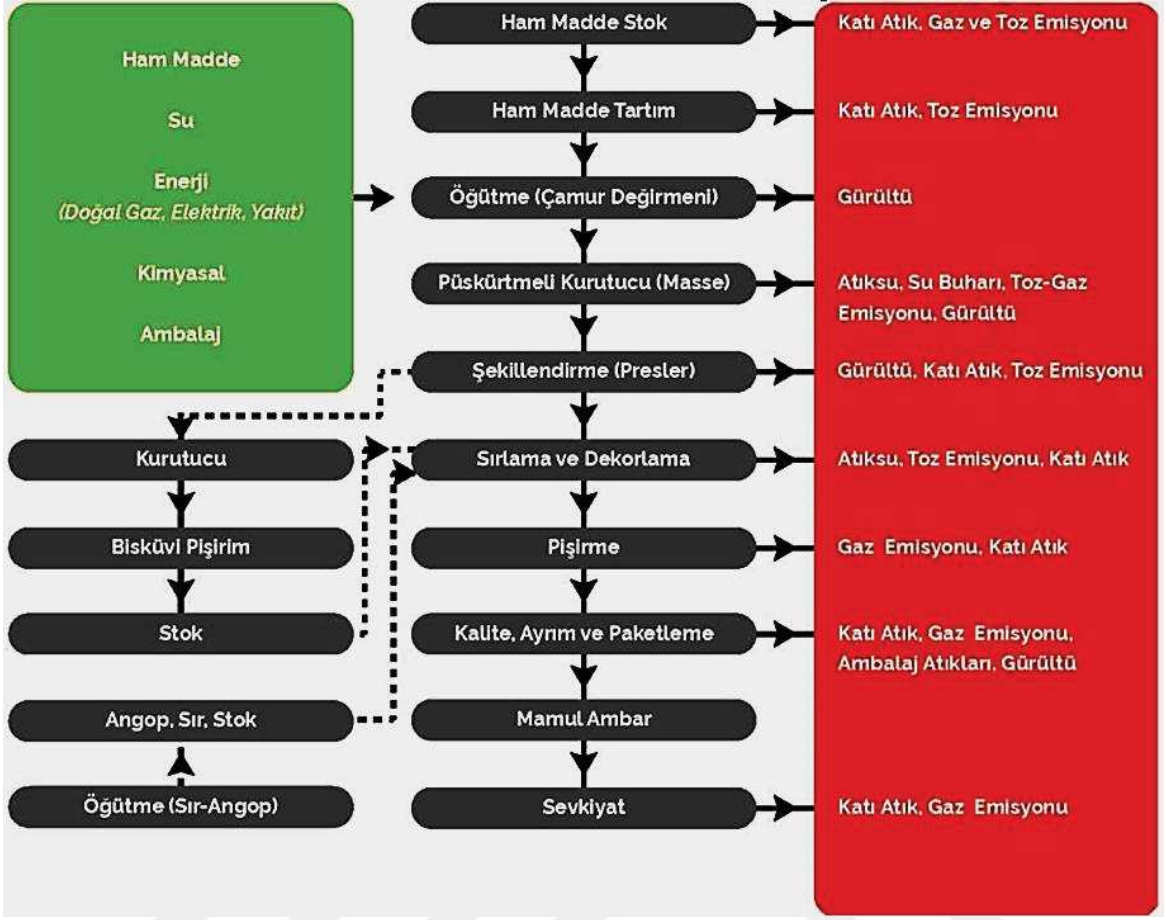 Ham Madde
Su
Enerji
(Doğal Gaz, Elektrik, Yakıt)
Kimyasal
Ambalaj
Ham Madde Stok
Katı Atık, Gaz ve Toz Emisyonu
Ham Madde Tartım
Katı Atık, Toz Emisyonu
Öğütme (Çamur Değirmeni)
Gürültü
Püskürtmeli Kurutucu (Masse)
Atıksu, Su Buharı, Toz-Gaz
Emisyonu, Gürültü
Şekillendirme (Presler)
Gürültü, Katı Atık, Toz Emisyonu
Kurutucu
Sırlama ve Dekorlama
Atıksu, Toz Emisyonu, Katı Atık
Bisküvi Pişirim
Pişirme
Gaz Emisyonu, Katı Atık
Stok
Kalite, Ayrım ve Paketleme
Katı Atık, Gaz Emisyonu,
Ambalaj Atıkları, Gürültü
Angop, Sır, Stok
Mamul Ambar
Öğütme (Sır-Angop)
Sevkiyat
Katı Atık, Gaz Emisyonu